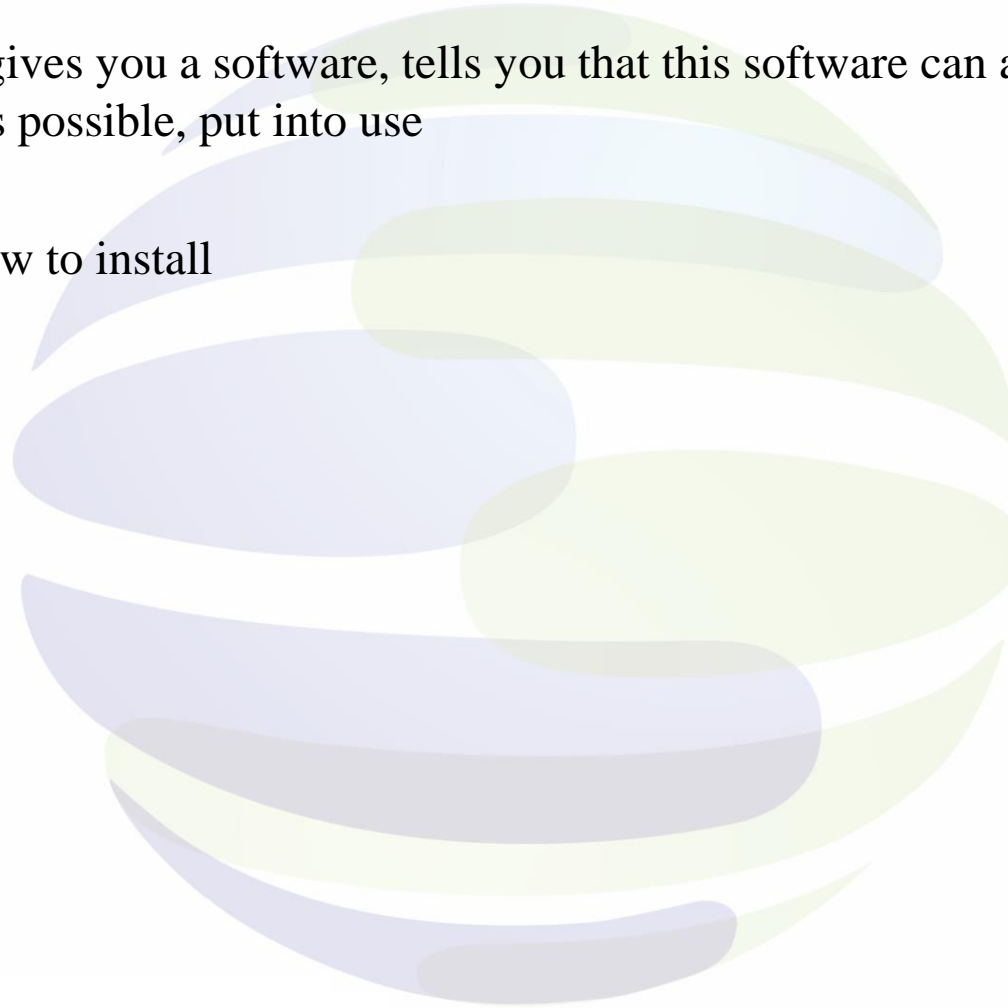 gives you a software, tells you that this software can a
s possible, put into use
w to install